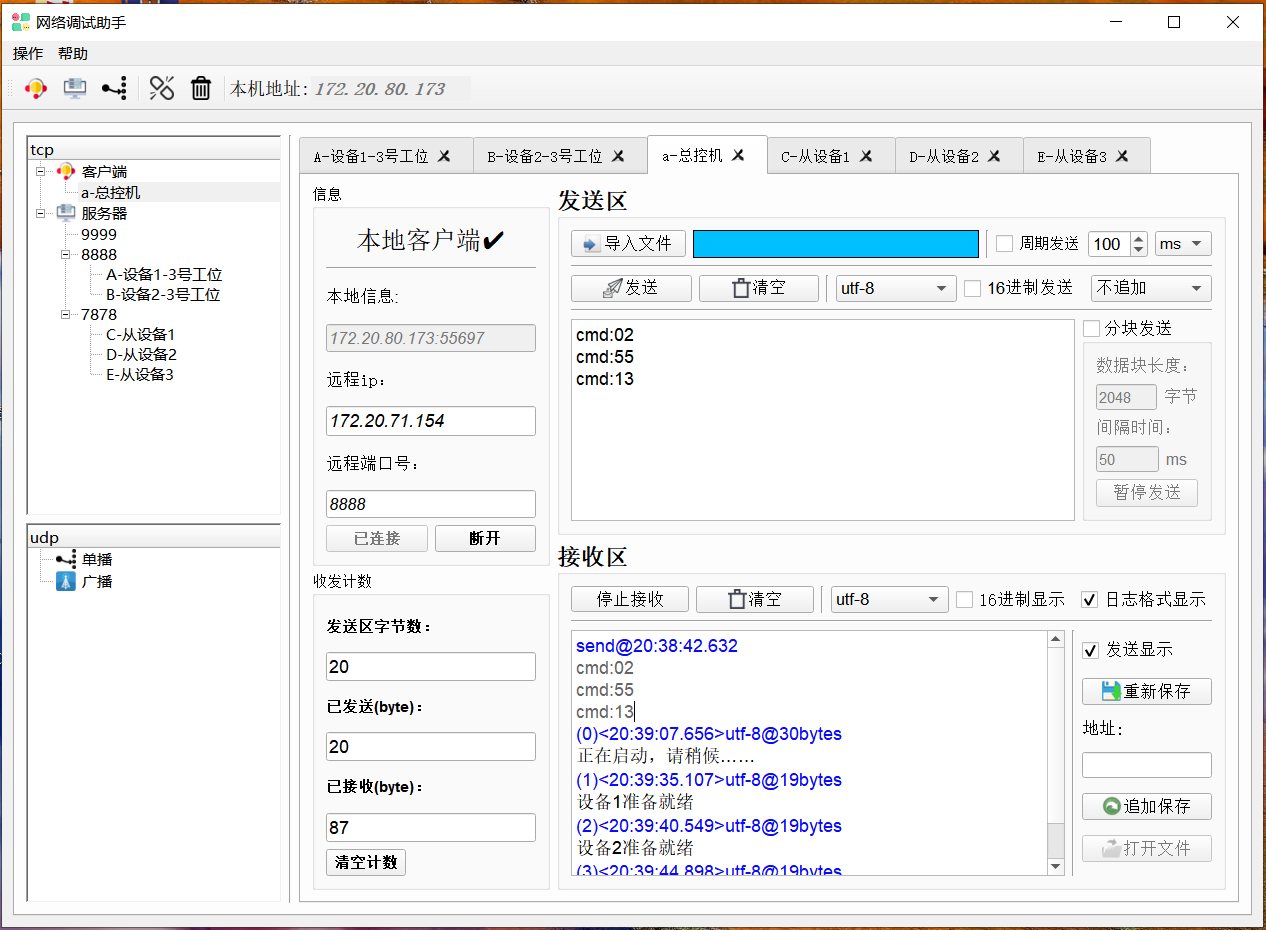 网络调试助手
操作 帮助
本机地址: 172.20.80.173
tcp
客户端
a-总控机
服务器
9999
8888
A-设备1-3号工位
B-设备2-3号工位
7878
C-从设备1
D-从设备2
E-从设备3
udp
单播
广播
A-设备1-3号工位 B-设备2-3号工位 a-总控机 C-从设备1 D-从设备2 E-从设备3
信息
本地客户端✔
本地信息:
172.20.80.173:55697
远程ip:
172.20.71.154
远程端口号:
8888
已连接 断开
收发计数
发送区字节数:
20
已发送(byte):
20
已接收(byte):
87
清空计数
发送区
导入文件 周期发送 100 ms
发送 清空 utf-8 16进制发送 不追加
cmd:02
cmd:55
cmd:13
分块发送
数据块长度:
2048 字节
间隔时间:
50 ms
暂停发送
接收区
停止接收 清空 utf-8 16进制显示 日志格式显示
send@20:38:42.632
cmd:02
cmd:55
cmd:13
(0)<20:39:07.656>utf-8@30bytes
正在启动，请稍候……
(1)<20:39:35.107>utf-8@19bytes
设备1准备就绪
(2)<20:39:40.549>utf-8@19bytes
设备2准备就绪
(3)<20:39:44.898>utf-8@19bytes
发送显示
重新保存
地址:
追加保存
打开文件